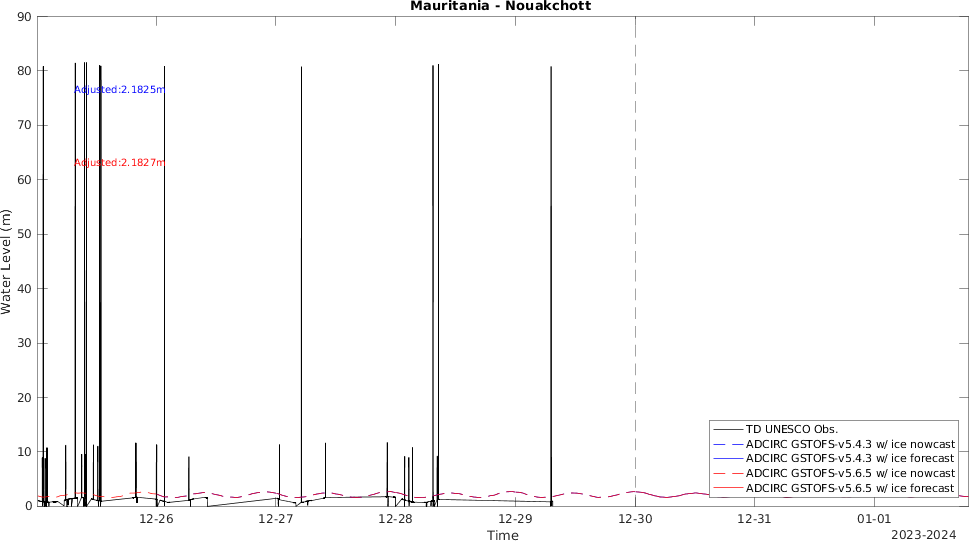 Mauritania - Nouakchott
90
80
70
60
50
40
30
20
10
0
Water Level (m)
Adjusted:2.1825m
Adjusted:2.1827m
TD UNESCO Obs.
ADCIRC GSTOFS-v5.4.3 w/ ice nowcast
ADCIRC GSTOFS-v5.4.3 w/ ice forecast
ADCIRC GSTOFS-v5.6.5 w/ ice nowcast
ADCIRC GSTOFS-v5.6.5 w/ ice forecast
12-26 12-27 12-28 12-29 12-30 12-31 01-01
Time
2023-2024